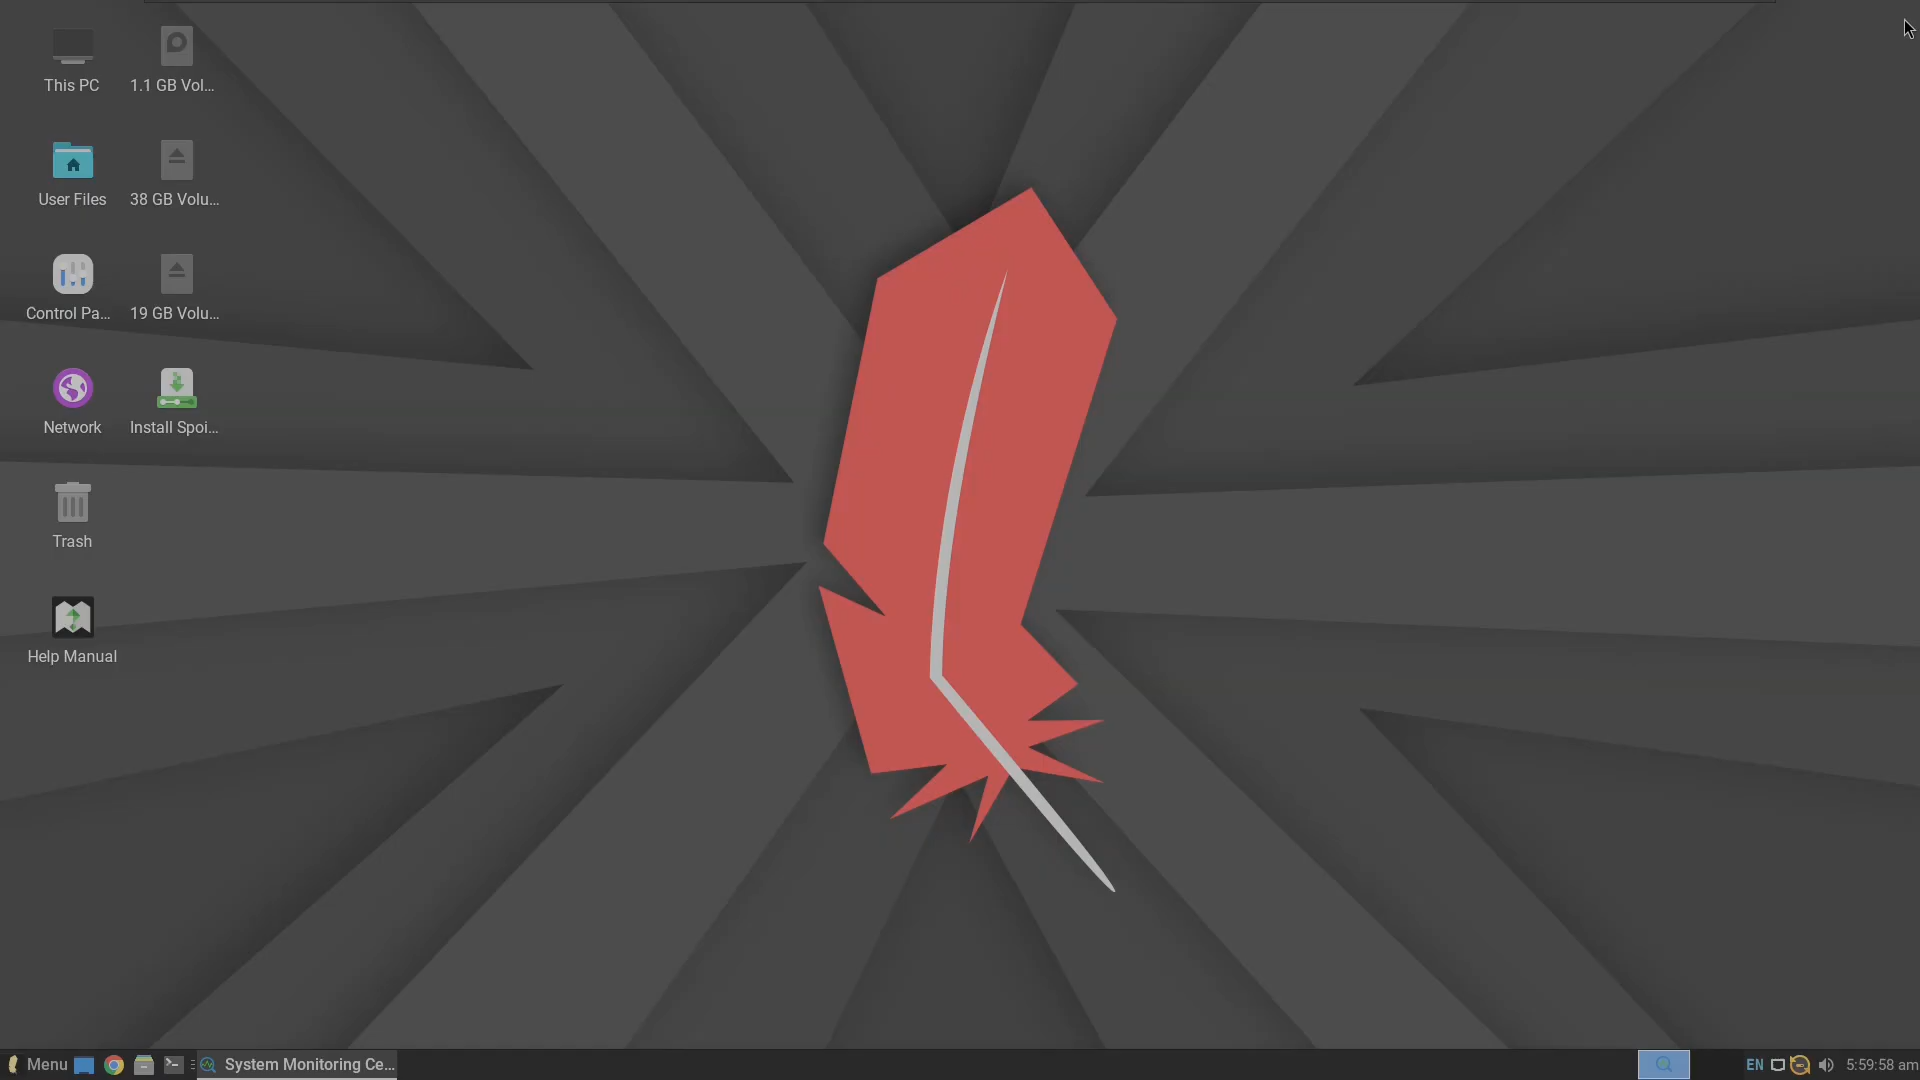 This PC
1.1 GB Vol...
User Files
38 GB Volu...
Control Pa...
19 GB Volu...
Network
Install Spoi...
Trash
Help Manual
Menu
System Monitoring Ce...
EN
5:59:58 am